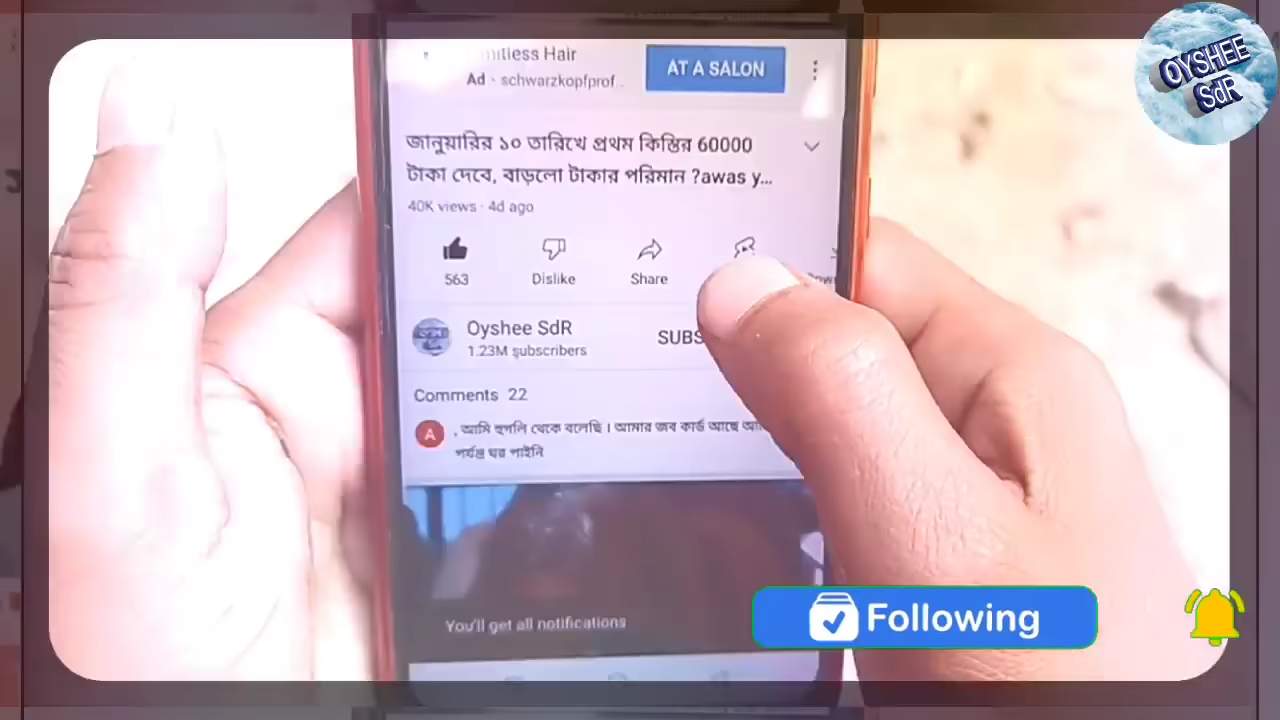 OYSHEE
SdR
Hair
AT A SALON
Ad · schwarzkopfprof..
জানুয়ারির ১০ তারিখে প্রথম কিস্তির 60000
টাকা দেবে, বাড়লো টাকার পরিমান ?awas y...
40K views · 4d ago
563
Dislike
Share
Oyshee SdR
SUBS
1.23M subscribers
Comments 22
A
, আমি হুগলি থেকে বলেছি । আমার জব কার্ড আছে
পর্যন্ত ঘর পাইনি
You'll get all notifications
Following